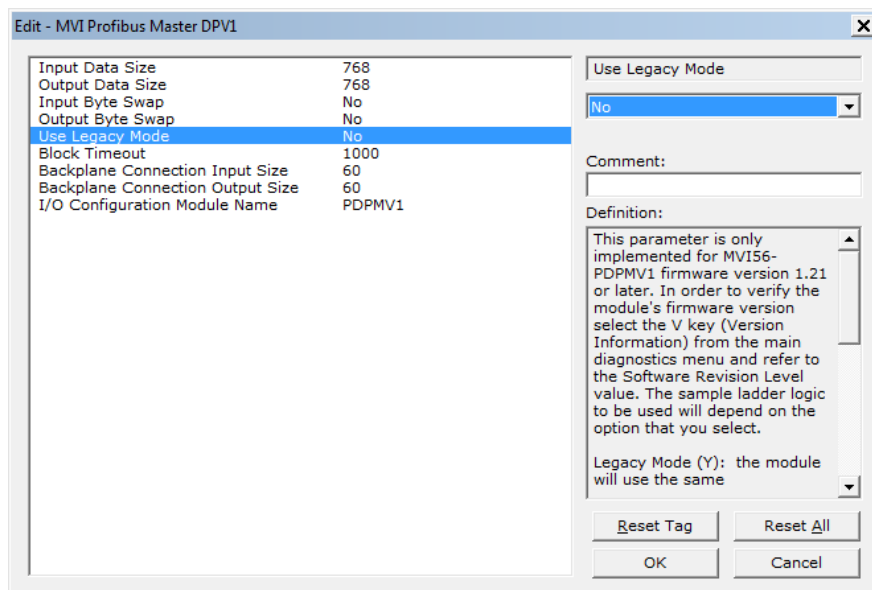 Edit - MVI Profibus Master DPV1
Input Data Size 768
Output Data Size 768
Input Byte Swap No
Output Byte Swap No
Use Legacy Mode No
Block Timeout 1000
Backplane Connection Input Size 60
Backplane Connection Output Size 60
I/O Configuration Module Name PDPMV1
Use Legacy Mode
No
Comment:
Definition:
This parameter is only
implemented for MVI56-
PDPMV1 firmware version 1.21
or later. In order to verify the
module's firmware version
select the V key (Version
Information) from the main
diagnostics menu and refer to
the Software Revision Level
value. The sample ladder logic
to be used will depend on the
option that you select.
Legacy Mode (Y): the module
will use the same
Reset Tag
Reset All
OK
Cancel